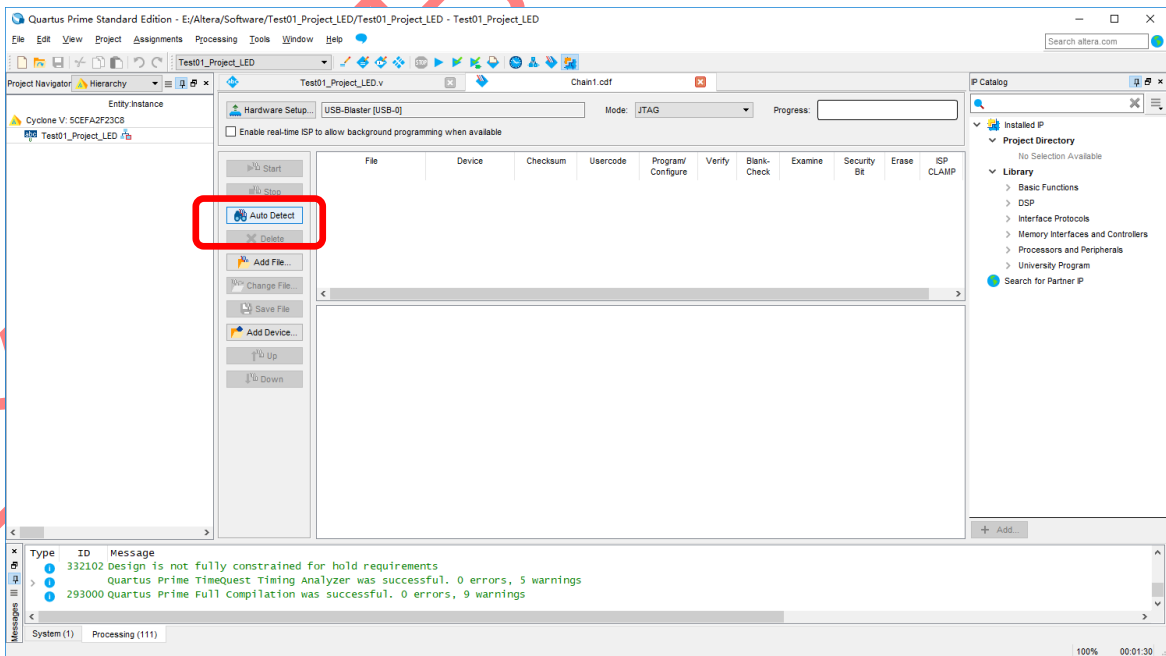 Quartus Prime Standard Edition - E:/Altera/Software/Test01_Project_LED/Test01_Project_LED - Test01_Project_LED
File Edit View Project Assignments Processing Tools Window Help
Search altera.com
Test01_Project_LED
Project Navigator Hierarchy
Entity:Instance
Cyclone V: 5CEFA2F23C8
Test01_Project_LED
Test01_Project_LED.v
Chain1.cdf
Hardware Setup... USB-Blaster [USB-0] Mode: JTAG Progress:
Enable real-time ISP to allow background programming when available
Start
Stop
Auto Detect
Delete
Add File...
Change File...
Save File
Add Device...
Up
Down
File Device Checksum Usercode Program/ Verify Blank- Examine Security Erase ISP
Configure Check Bit CLAMP
IP Catalog
Installed IP
Project Directory
No Selection Available
Library
Basic Functions
DSP
Interface Protocols
Memory Interfaces and Controllers
Processors and Peripherals
University Program
Search for Partner IP
+ Add...
Type ID Message
332102 Design is not fully constrained for hold requirements
Quartus Prime TimeQuest Timing Analyzer was successful. 0 errors, 5 warnings
293000 Quartus Prime Full Compilation was successful. 0 errors, 9 warnings
Messages
System (1) Processing (111)
100% 00:01:30